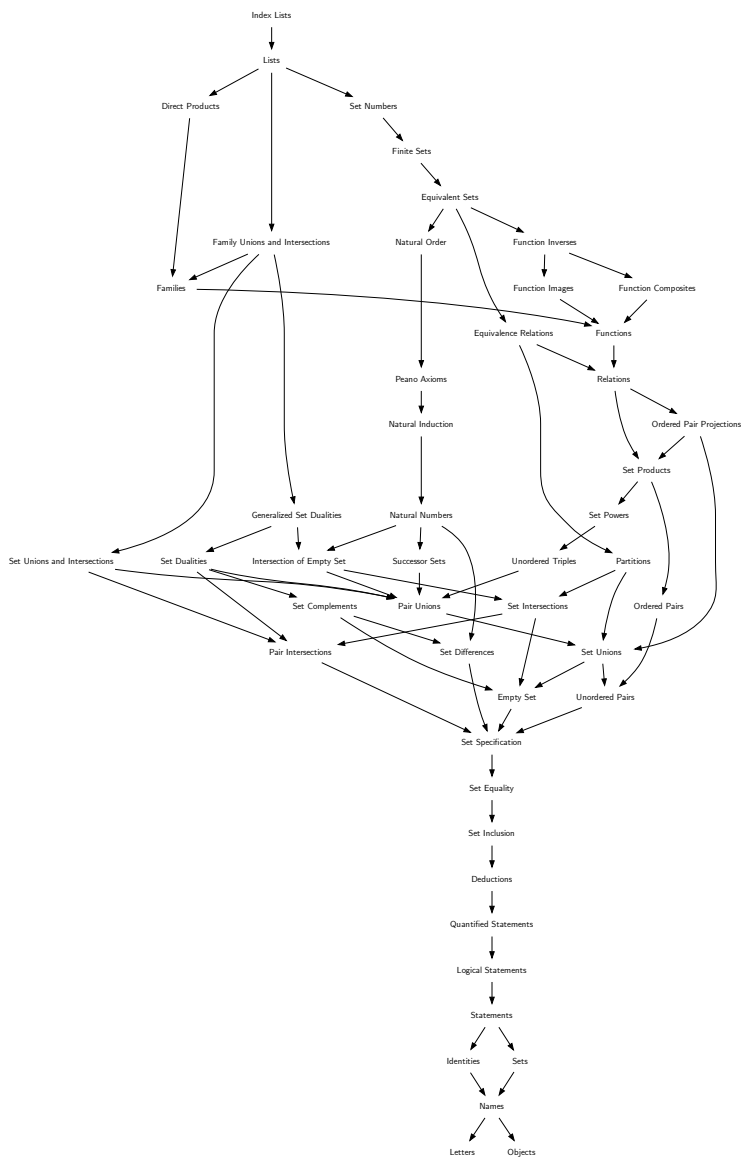 Index Lists
Lists
Direct Products
Set Numbers
Finite Sets
Equivalent Sets
Family Unions and Intersections
Natural Order
Function Inverses
Families
Function Images
Function Composites
Equivalence Relations
Functions
Peano Axioms
Relations
Natural Induction
Ordered Pair Projections
Set Products
Generalized Set Dualities
Natural Numbers
Set Powers
Set Unions and Intersections
Set Dualities
Intersection of Empty Set
Successor Sets
Unordered Triples
Partitions
Set Complements
Pair Unions
Set Intersections
Ordered Pairs
Pair Intersections
Set Differences
Set Unions
Empty Set
Unordered Pairs
Set Specification
Set Equality
Set Inclusion
Deductions
Quantified Statements
Logical Statements
Statements
Identities
Sets
Names
Letters
Objects